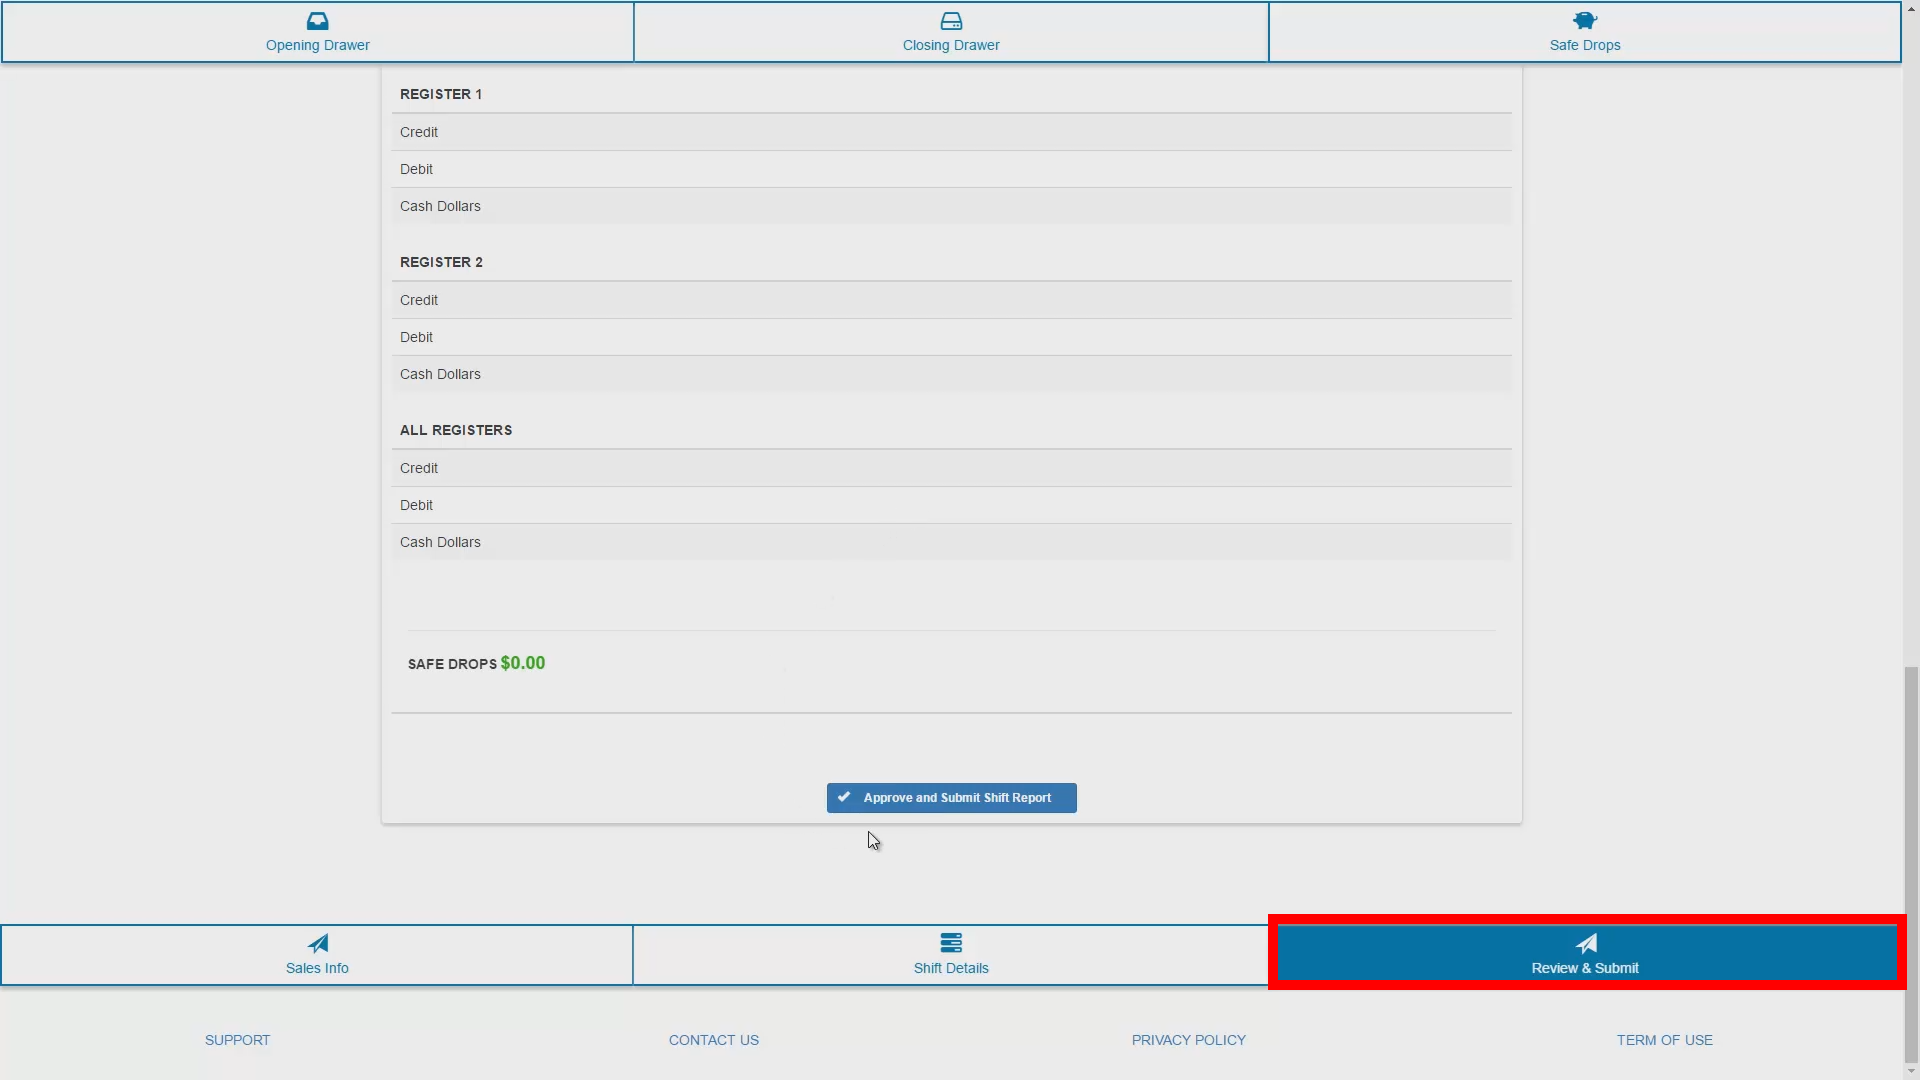 Opening Drawer
Closing Drawer
Safe Drops
REGISTER 1
Credit
Debit
Cash Dollars
REGISTER 2
Credit
Debit
Cash Dollars
ALL REGISTERS
Credit
Debit
Cash Dollars
SAFE DROPS $0.00
Approve and Submit Shift Report
Sales Info
Shift Details
Review & Submit
SUPPORT
CONTACT US
PRIVACY POLICY
TERM OF USE